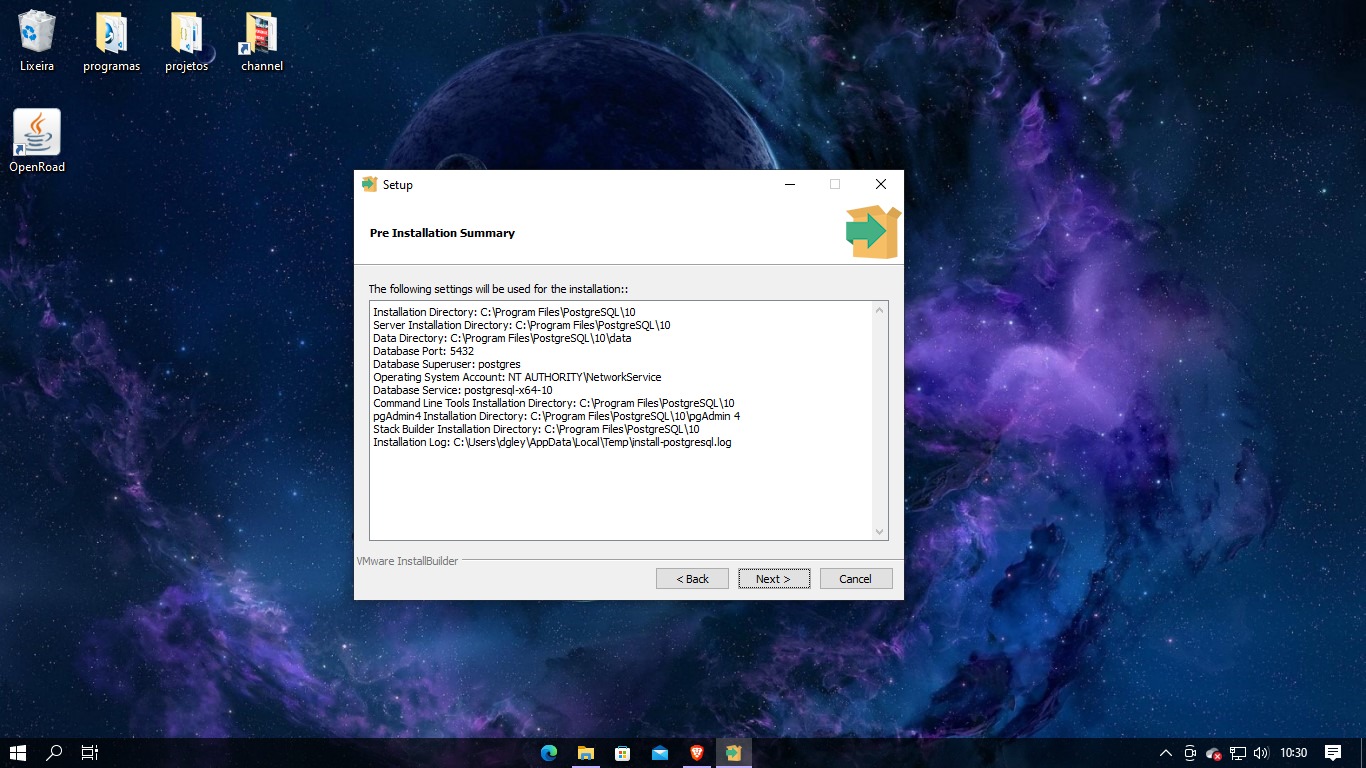 Lixeira
programas
projetos
channel
OpenRoad
Setup
Pre Installation Summary
The following settings will be used for the installation::
Installation Directory: C:\Program Files\PostgreSQL\10
Server Installation Directory: C:\Program Files\PostgreSQL\10
Data Directory: C:\Program Files\PostgreSQL\10\data
Database Port: 5432
Database Superuser: postgres
Operating System Account: NT AUTHORITY\NetworkService
Database Service: postgresql-x64-10
Command Line Tools Installation Directory: C:\Program Files\PostgreSQL\10
pgAdmin4 Installation Directory: C:\Program Files\PostgreSQL\10\pgAdmin 4
Stack Builder Installation Directory: C:\Program Files\PostgreSQL\10
Installation Log: C:\Users\dgley\AppData\Local\Temp\install-postgresql.log
VMware InstallBuilder
< Back
Next >
Cancel
10:30